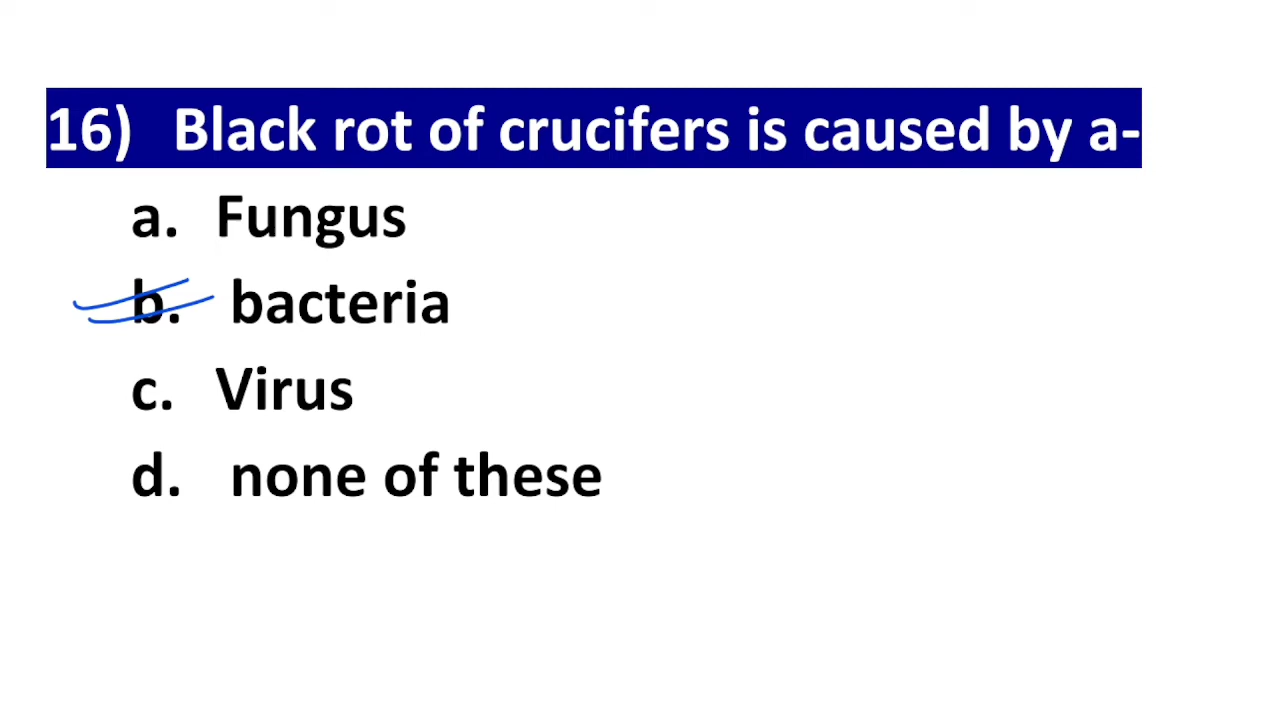 16) Black rot of crucifers is caused by a-
a. Fungus
b. bacteria
c. Virus
d. none of these